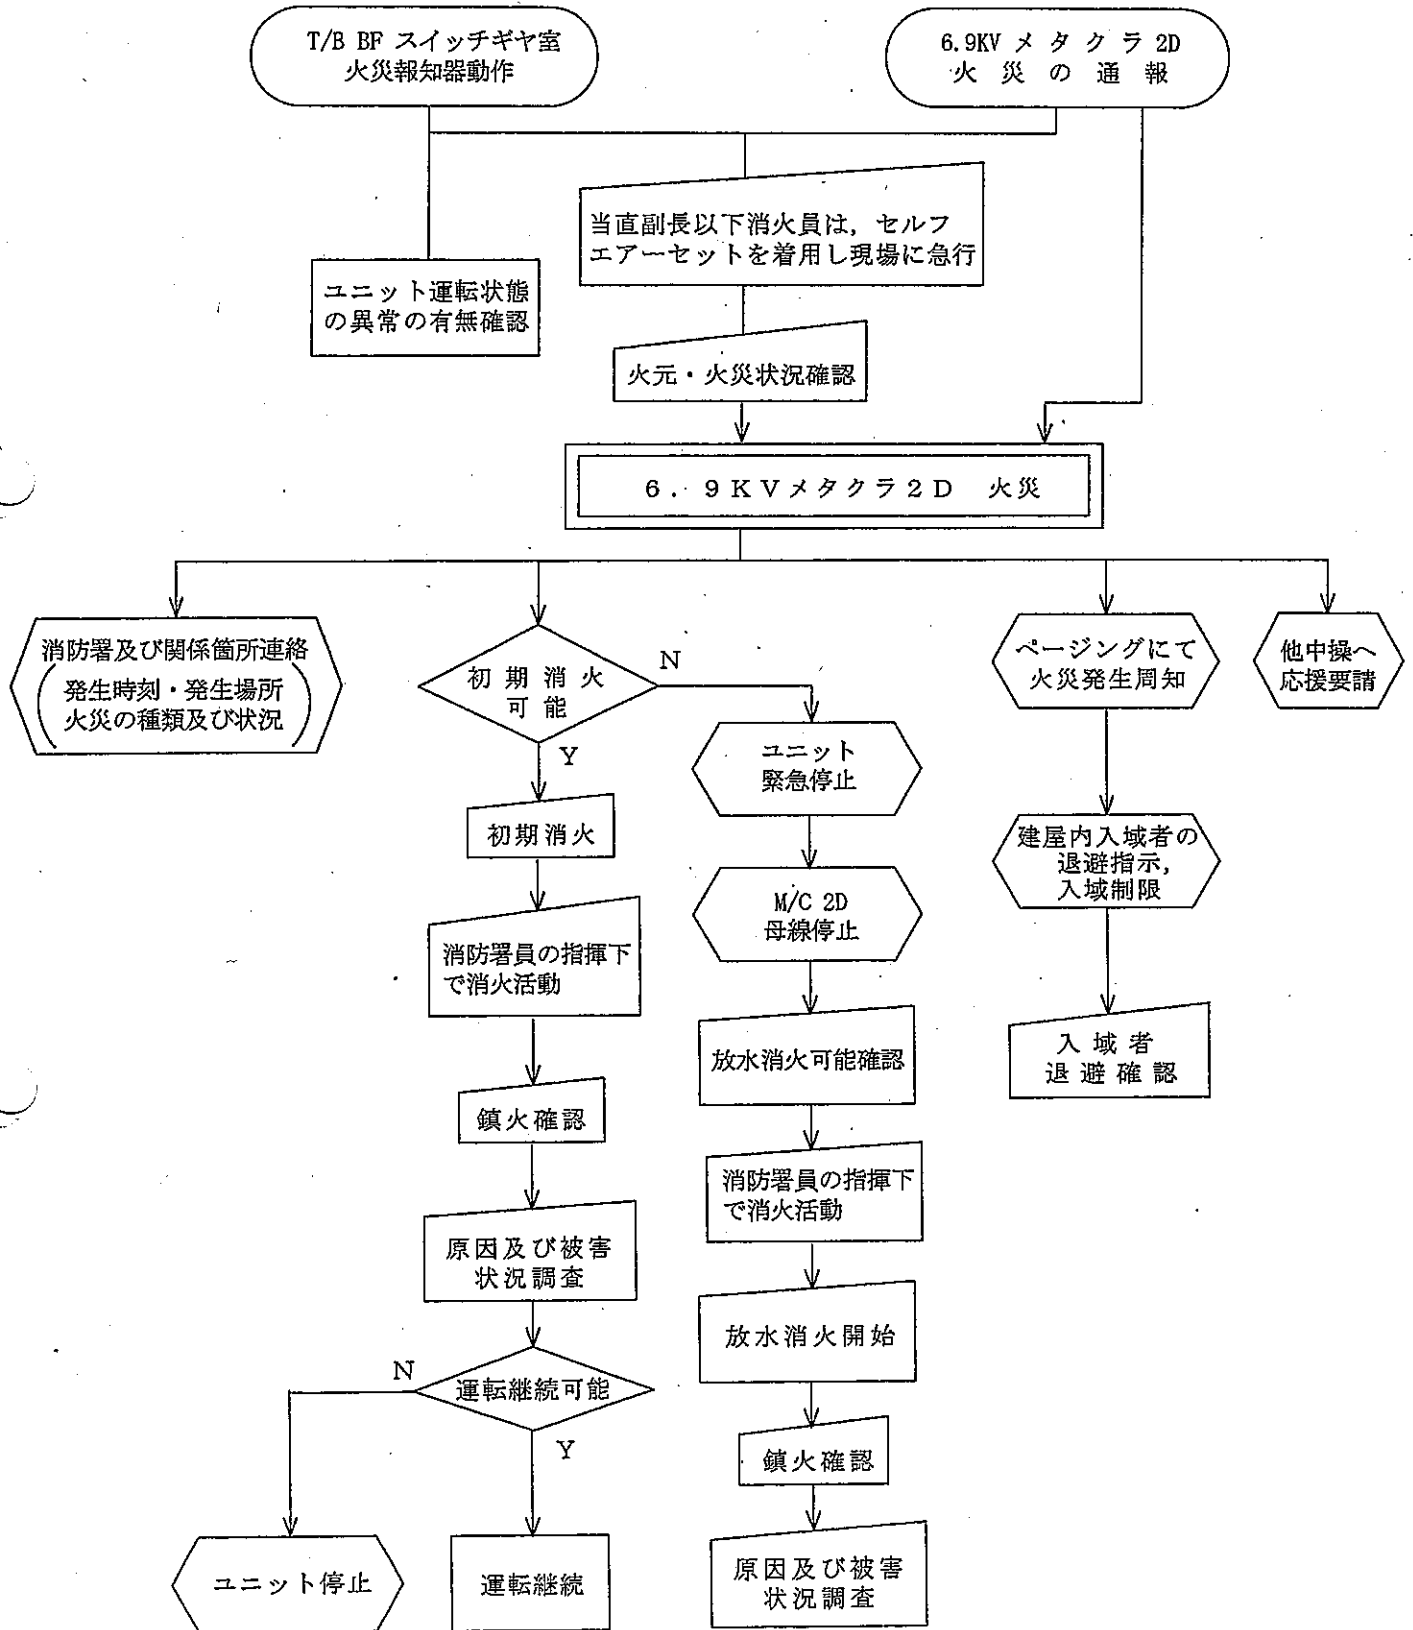 T/B BF スイッチギヤ室
火災報知器動作
6.9KV メタクラ 2D
火災の通報
当直副長以下消火員は，セルフ
エアーセットを着用し現場に急行
ユニット運転状態
の異常の有無確認
火元・火災状況確認
6．9KVメタクラ2D　火災
消防署及び関係箇所連絡
発生時刻・発生場所
火災の種類及び状況
初期消火
可能
N
Y
ページングにて
火災発生周知
他中操へ
応援要請
ユニット
緊急停止
初期消火
建屋内入域者の
退避指示，
入域制限
M/C 2D
母線停止
消防署員の指揮下
で消火活動
放水消火可能確認
入域者
退避確認
鎮火確認
消防署員の指揮下
で消火活動
原因及び被害
状況調査
放水消火開始
運転継続可能
N
Y
鎮火確認
ユニット停止
運転継続
原因及び被害
状況調査